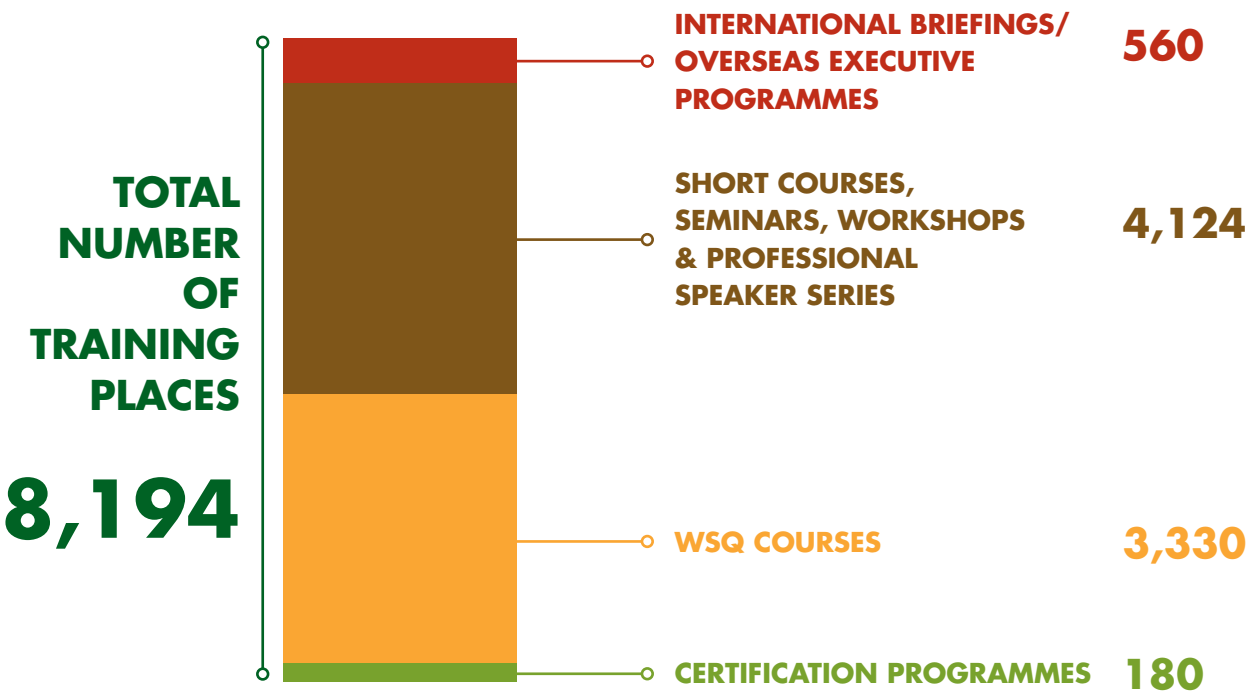 TOTAL
NUMBER
OF
TRAINING
PLACES
8,194
INTERNATIONAL BRIEFINGS/
OVERSEAS EXECUTIVE
PROGRAMMES
560
SHORT COURSES,
SEMINARS, WORKSHOPS
& PROFESSIONAL
SPEAKER SERIES
4,124
WSQ COURSES
3,330
CERTIFICATION PROGRAMMES
180